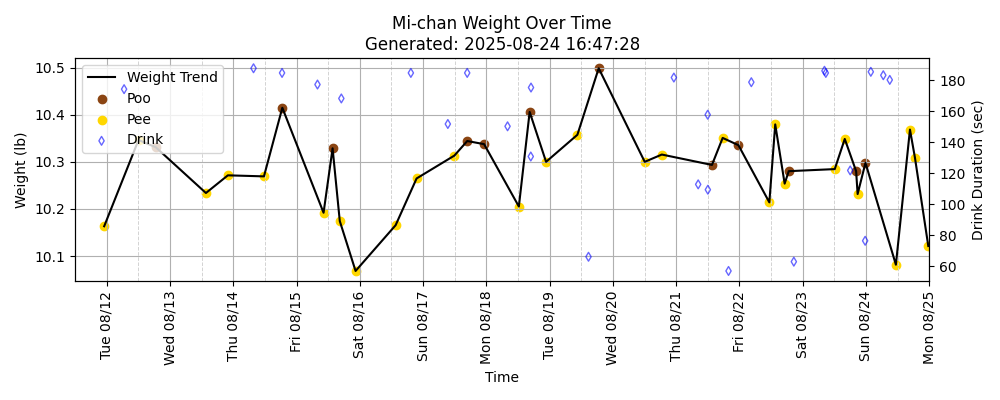 Mi-chan Weight Over Time
Generated: 2025-08-24 16:47:28
Weight Trend
Poo
Pee
Drink
Weight (lb)
10.5
10.4
10.3
10.2
10.1
180
160
140
120
100
80
60
Drink Duration (sec)
Tue 08/12
Wed 08/13
Thu 08/14
Fri 08/15
Sat 08/16
Sun 08/17
Mon 08/18
Tue 08/19
Wed 08/20
Thu 08/21
Fri 08/22
Sat 08/23
Sun 08/24
Mon 08/25
Time